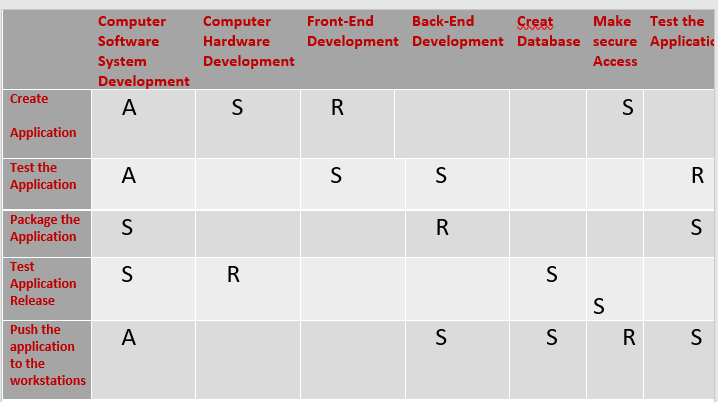 Computer Software System Development
Computer Hardware Development
Front-End Development
Back-End Development
Creat Database
Make secure Access
Test the Applicatic
Create Application
A S R S
Test the Application
A S S R
Package the Application
S R S
Test Application Release
S R S S
Push the application to the workstations
A S S R S